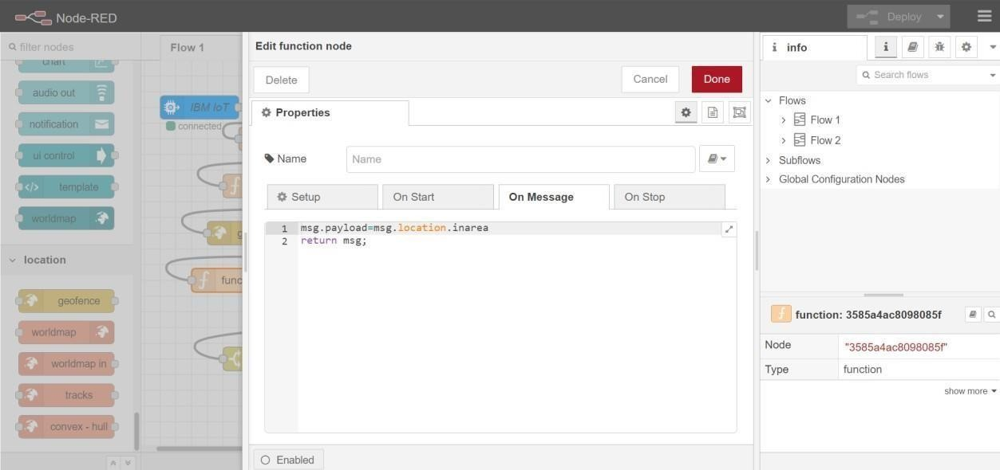 Node-RED
Deploy
filter nodes
Flow 1
chart
audio out
notification
ui control
</> template
worldmap
location
geofence
worldmap
worldmap in
tracks
convex - hull
IBM IoT
connected
f
g
f func
Edit function node
Delete
Cancel
Done
Properties
Name
Name
Setup
On Start
On Message
On Stop
1 msg.payload=msg.location.inarea
2 return msg;
Enabled
i info
i
Search flows
Flows
Flow 1
Flow 2
Subflows
Global Configuration Nodes
f function: 3585a4ac8098085f
Node "3585a4ac8098085f"
Type function
show more